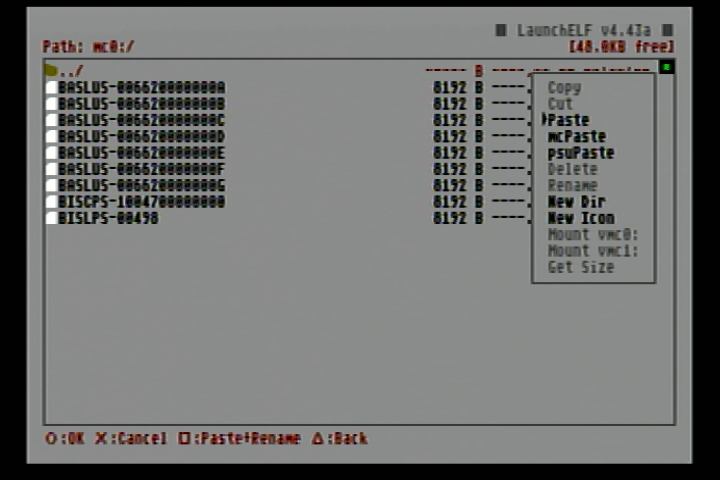 LaunchELF v4.43a
Path: mc0:/ [48.0KB free]
../
BASLUS-00662000000A 8192 B ----.
BASLUS-00662000000B 8192 B ----.
BASLUS-00662000000C 8192 B ----.
BASLUS-00662000000D 8192 B ----.
BASLUS-00662000000E 8192 B ----.
BASLUS-00662000000F 8192 B ----.
BASLUS-00662000000G 8192 B ----.
BISCPS-1004700000000 8192 B ----.
BISLPS-00498 8192 B ----.
Copy
Cut
Paste
mcPaste
psuPaste
Delete
Rename
New Dir
New Icon
Mount vmc0:
Mount vmc1:
Get Size
O:OK X:Cancel □:Paste+Rename △:Back